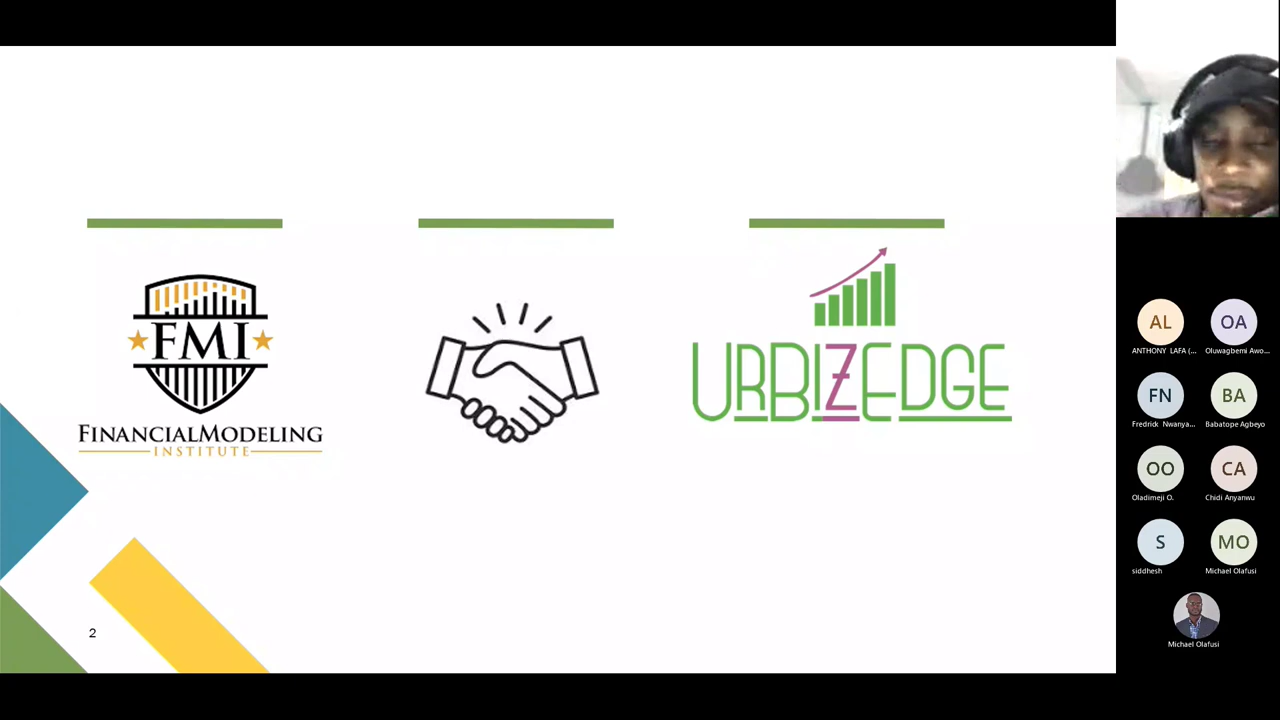 FMI
FINANCIALMODELING
INSTITUTE
URBIZEDGE
2
AL
OA
ANTHONY LAFA (...
Oluwagbemi Awo...
FN
BA
Fredrick Nwanya...
Babatope Agbeyo
OO
CA
Oladimeji O.
Chidi Anyanwu
S
MO
siddhesh
Michael Olafusi
Michael Olafusi